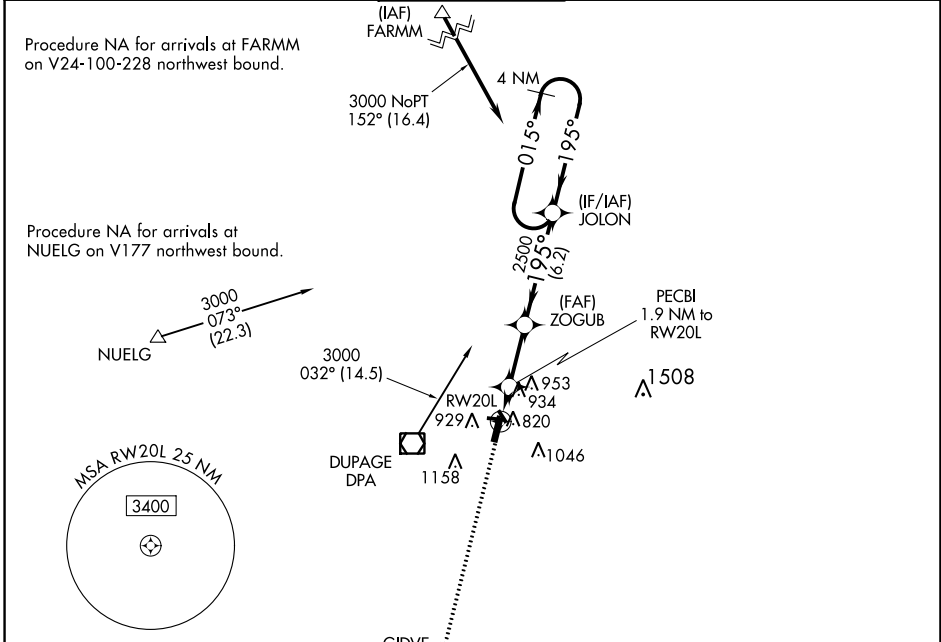 (IAF)
FARMM
Procedure NA for arrivals at FARMM
on V24-100-228 northwest bound.
3000 NoPT
152° (16.4)
4 NM
015°
195°
(IF/IAF)
JOLON
Procedure NA for arrivals at
NUELG on V177 northwest bound.
2500
195°
(6.2)
3000
073°
(22.3)
NUELG
(FAF)
ZOGUB
PECBI
1.9 NM to
RW20L
3000
032° (14.5)
RW20L
953
934
1508
929
820
DUPAGE
DPA
1158
1046
MSA RW20L 25 NM
3400